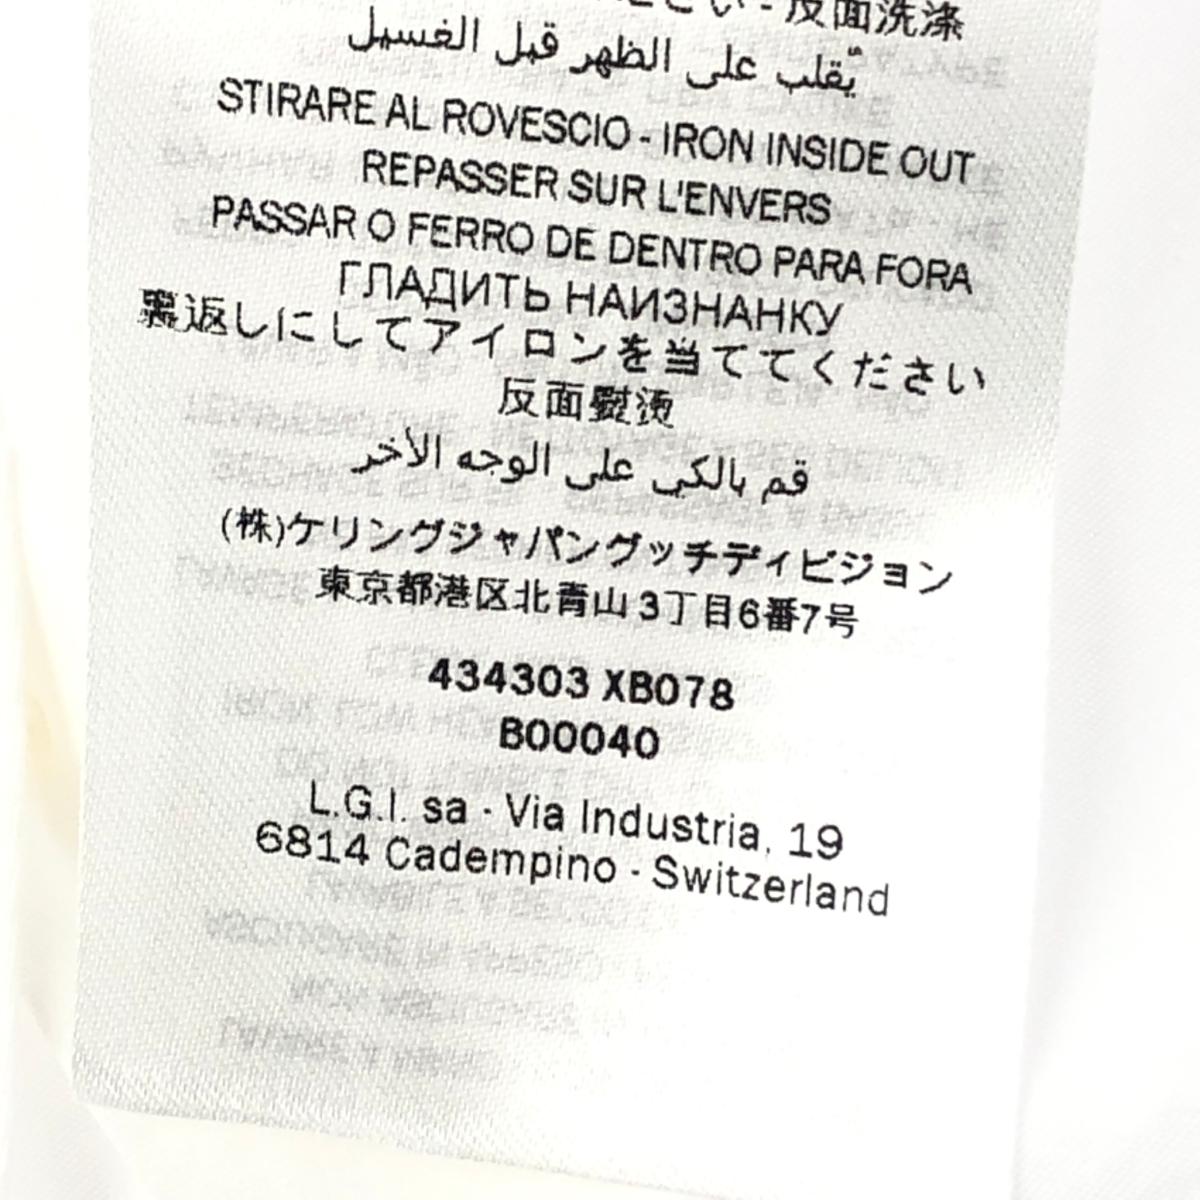 ださい - 反面洗涤
يُقلب على الظهر قبل الغسيل
STIRARE AL ROVESCIO - IRON INSIDE OUT
REPASSER SUR L'ENVERS
PASSAR O FERRO DE DENTRO PARA FORA
ГЛАДИТЬ НАИЗНАНКУ
裏返しにしてアイロンを当ててください
反面熨烫
قم بالكي على الوجه الآخر
(株)ケリングジャパングッチディビジョン
東京都港区北青山3丁目6番7号
434303 XB078
B00040
L.G.I. sa - Via Industria, 19
6814 Cadempino - Switzerland